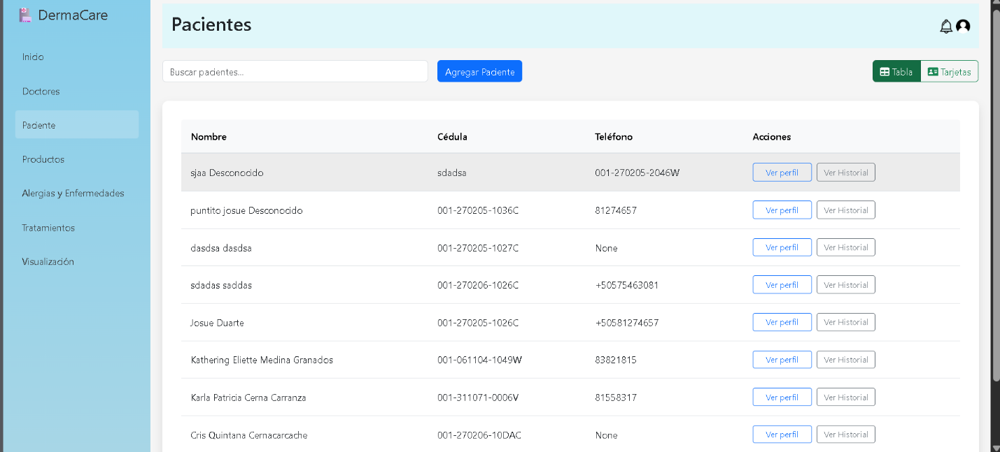 DermaCare
Inicio
Doctores
Paciente
Productos
Alergias y Enfermedades
Tratamientos
Visualización
Pacientes
Buscar pacientes...
Agregar Paciente
Tabla
Tarjetas
Nombre Cédula Teléfono Acciones
sjaa Desconocido sdadsa 001-270205-2046W Ver perfil Ver Historial
puntito josue Desconocido 001-270205-1036C 81274657 Ver perfil Ver Historial
dasdsa dasdsa 001-270205-1027C None Ver perfil Ver Historial
sdadas saddas 001-270206-1026C +50575463081 Ver perfil Ver Historial
Josue Duarte 001-270205-1026C +50581274657 Ver perfil Ver Historial
Kathering Eliette Medina Granados 001-061104-1049W 83821815 Ver perfil Ver Historial
Karla Patricia Cerna Carranza 001-311071-0006V 81558317 Ver perfil Ver Historial
Cris Quintana Cernacarcache 001-270206-10DAC None Ver perfil Ver Historial